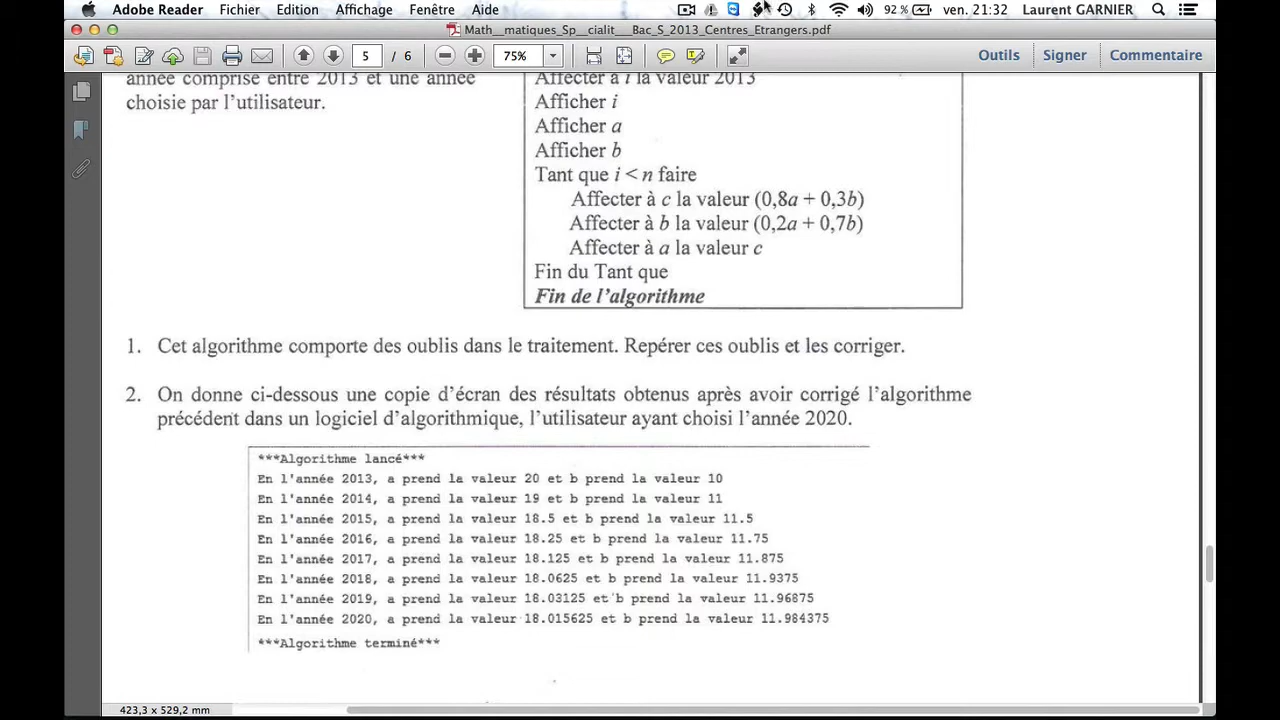 Adobe Reader Fichier Edition Affichage Fenêtre Aide 92 % ven. 21:32 Laurent GARNIER
Math__matiques_Sp__cialit___Bac_S_2013_Centres_Etrangers.pdf
5 / 6 75% Outils Signer Commentaire
année comprise entre 2013 et une année
choisie par l'utilisateur.
Affecter à i la valeur 2013
Afficher i
Afficher a
Afficher b
Tant que i < n faire
Affecter à c la valeur (0,8a + 0,3b)
Affecter à b la valeur (0,2a + 0,7b)
Affecter à a la valeur c
Fin du Tant que
Fin de l'algorithme
1. Cet algorithme comporte des oublis dans le traitement. Repérer ces oublis et les corriger.
2. On donne ci-dessous une copie d'écran des résultats obtenus après avoir corrigé l'algorithme
précédent dans un logiciel d'algorithmique, l'utilisateur ayant choisi l'année 2020.
***Algorithme lancé***
En l'année 2013, a prend la valeur 20 et b prend la valeur 10
En l'année 2014, a prend la valeur 19 et b prend la valeur 11
En l'année 2015, a prend la valeur 18.5 et b prend la valeur 11.5
En l'année 2016, a prend la valeur 18.25 et b prend la valeur 11.75
En l'année 2017, a prend la valeur 18.125 et b prend la valeur 11.875
En l'année 2018, a prend la valeur 18.0625 et b prend la valeur 11.9375
En l'année 2019, a prend la valeur 18.03125 et b prend la valeur 11.96875
En l'année 2020, a prend la valeur 18.015625 et b prend la valeur 11.984375
***Algorithme terminé***
423,3 x 529,2 mm